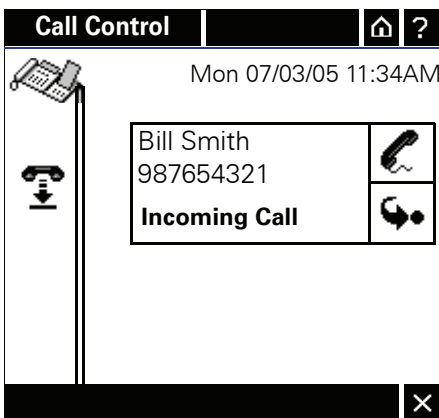 Call Control ?
Mon 07/03/05 11:34AM
Bill Smith
987654321
Incoming Call